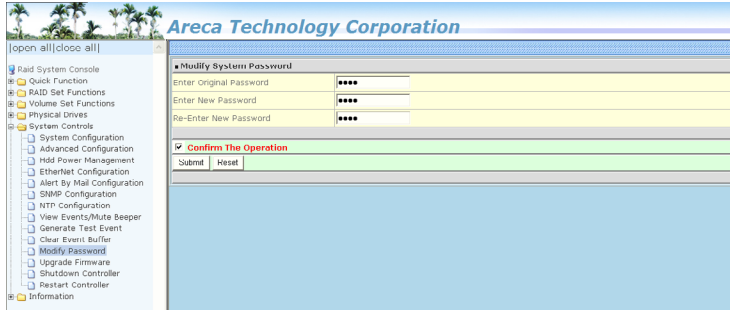 Areca Technology Corporation
|open all|close all|
Raid System Console
Quick Function
RAID Set Functions
Volume Set Functions
Physical Drives
System Controls
System Configuration
Advanced Configuration
Hdd Power Management
EtherNet Configuration
Alert By Mail Configuration
SNMP Configuration
NTP Configuration
View Events/Mute Beeper
Generate Test Event
Clear Event Buffer
Modify Password
Upgrade Firmware
Shutdown Controller
Restart Controller
Information
Modify System Password
Enter Original Password ••••
Enter New Password ••••
Re-Enter New Password ••••
Confirm The Operation
Submit Reset